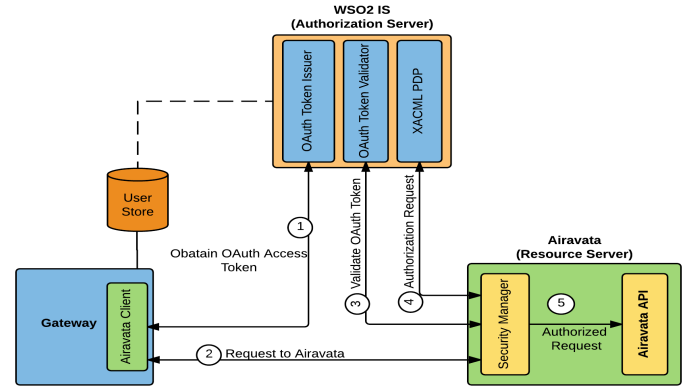 WSO2 IS
(Authorization Server)
OAuth Token Issuer
OAuth Token Validator
XACML PDP
User
Store
1
Obatain OAuth Access
Token
Validate OAuth Token
3
Authorization Request
4
Airavata
(Resource Server)
Gateway
Airavata Client
2
Request to Airavata
Security Manager
5
Authorized
Request
Airavata API